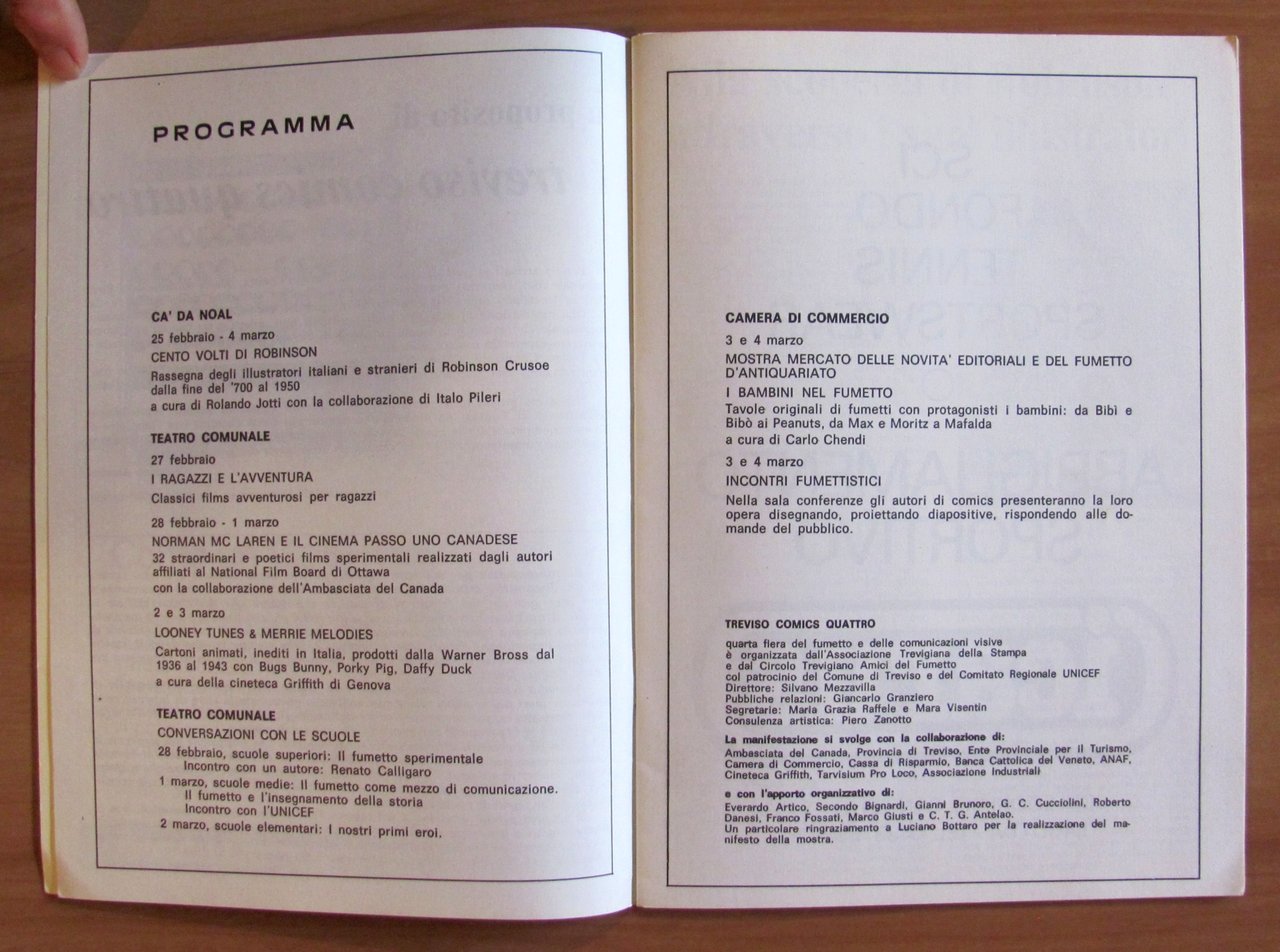 PROGRAMMA
CA' DA NOAL
25 febbraio - 4 marzo
CENTO VOLTI DI ROBINSON
Rassegna degli illustratori italiani e stranieri di Robinson Crusoe
dalla fine del '700 al 1950
a cura di Rolando Jotti con la collaborazione di Italo Pileri
TEATRO COMUNALE
27 febbraio
I RAGAZZI E L'AVVENTURA
Classici films avventurosi per ragazzi
28 febbraio - 1 marzo
NORMAN MC LAREN E IL CINEMA PASSO UNO CANADESE
32 straordinari e poetici films sperimentali realizzati dagli autori
affiliati al National Film Board di Ottawa
con la collaborazione dell'Ambasciata del Canada
2 e 3 marzo
LOONEY TUNES & MERRIE MELODIES
Cartoni animati, inediti in Italia, prodotti dalla Warner Bross dal
1936 al 1943 con Bugs Bunny, Porky Pig, Daffy Duck
a cura della cineteca Griffith di Genova
TEATRO COMUNALE
CONVERSAZIONI CON LE SCUOLE
28 febbraio, scuole superiori: Il fumetto sperimentale
Incontro con un autore: Renato Calligaro
1 marzo, scuole medie: Il fumetto come mezzo di comunicazione.
Il fumetto e l'insegnamento della storia
Incontro con l'UNICEF
2 marzo, scuole elementari: I nostri primi eroi.
CAMERA DI COMMERCIO
3 e 4 marzo
MOSTRA MERCATO DELLE NOVITA' EDITORIALI E DEL FUMETTO
D'ANTIQUARIATO
I BAMBINI NEL FUMETTO
Tavole originali di fumetti con protagonisti i bambini: da Bibì e
Bibò ai Peanuts, da Max e Moritz a Mafalda
a cura di Carlo Chendi
3 e 4 marzo
INCONTRI FUMETTISTICI
Nella sala conferenze gli autori di comics presenteranno la loro
opera disegnando, proiettando diapositive, rispondendo alle do-
mande del pubblico.
TREVISO COMICS QUATTRO
quarta fiera del fumetto e delle comunicazioni visive
è organizzata dall'Associazione Trevigiana della Stampa
e dal Circolo Trevigiano Amici del Fumetto
col patrocinio del Comune di Treviso e del Comitato Regionale UNICEF
Direttore: Silvano Mezzavilla
Pubbliche relazioni: Giancarlo Granziero
Segretarie: Maria Grazia Raffele e Mara Visentin
Consulenza artistica: Piero Zanotto
La manifestazione si svolge con la collaborazione di:
Ambasciata del Canada, Provincia di Treviso, Ente Provinciale per il Turismo,
Camera di Commercio, Cassa di Risparmio, Banca Cattolica del Veneto, ANAF,
Cineteca Griffith, Tarvisium Pro Loco, Associazione Industriali
e con l'apporto organizzativo di:
Everardo Artico, Secondo Bignardi, Gianni Brunoro, G. C. Cucciolini, Roberto
Danesi, Franco Fossati, Marco Giusti e C. T. G. Antelao.
Un particolare ringraziamento a Luciano Bottaro per la realizzazione del ma-
nifesto della mostra.